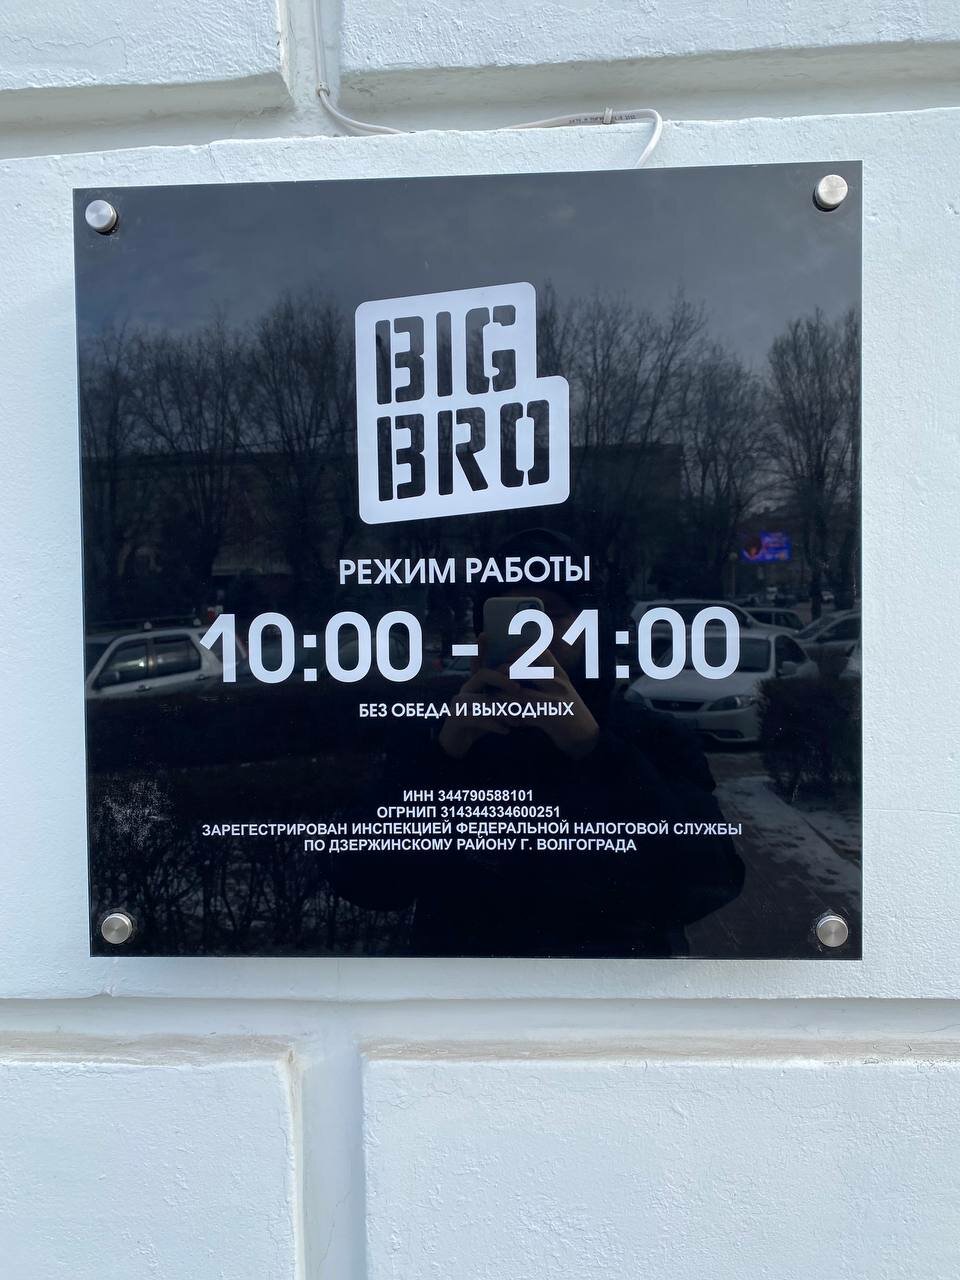 BIG
BRO
РЕЖИМ РАБОТЫ
10:00 - 21:00
БЕЗ ОБЕДА И ВЫХОДНЫХ
ИНН 344790588101
ОГРНИП 314344334600251
ЗАРЕГЕСТРИРОВАН ИНСПЕКЦИЕЙ ФЕДЕРАЛЬНОЙ НАЛОГОВОЙ СЛУЖБЫ
ПО ДЗЕРЖИНСКОМУ РАЙОНУ Г. ВОЛГОГРАДА